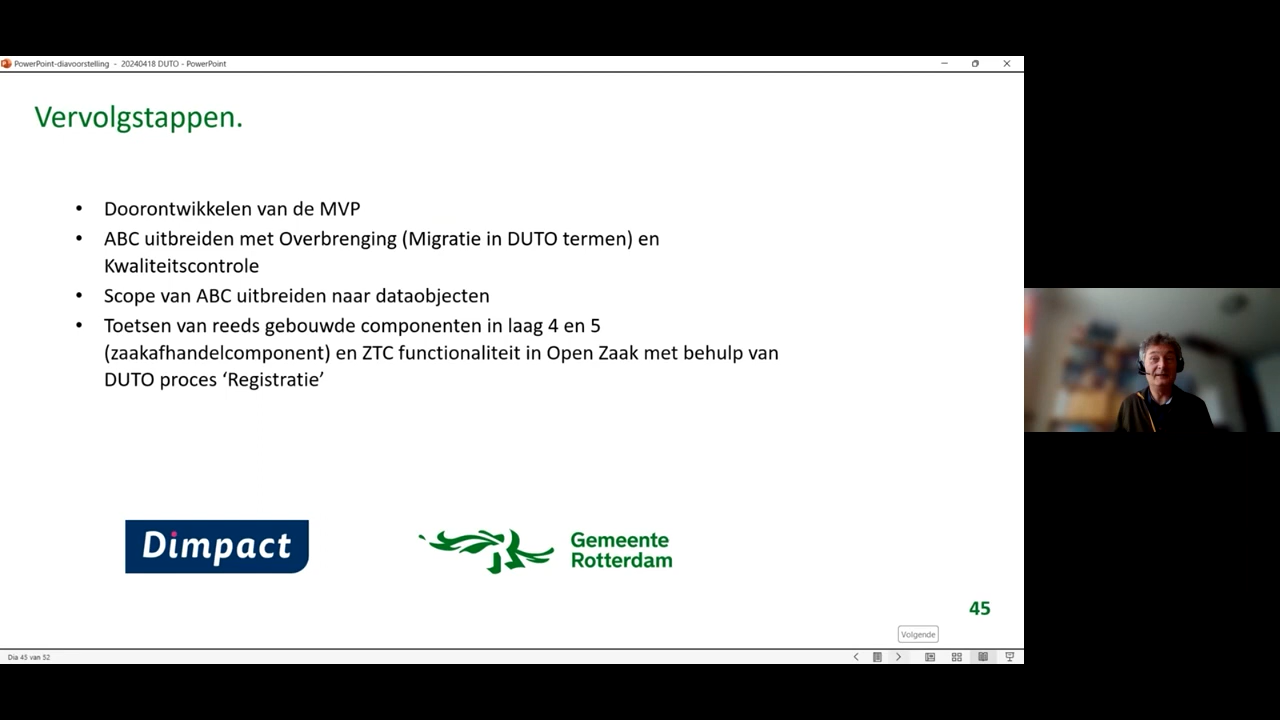 PowerPoint-diavoorstelling - 20240418 DUTO - PowerPoint
Vervolgstappen.
• Doorontwikkelen van de MVP
• ABC uitbreiden met Overbrenging (Migratie in DUTO termen) en
Kwaliteitscontrole
• Scope van ABC uitbreiden naar dataobjecten
• Toetsen van reeds gebouwde componenten in laag 4 en 5
(zaakafhandelcomponent) en ZTC functionaliteit in Open Zaak met behulp van
DUTO proces ‘Registratie’
Dimpact
Gemeente
Rotterdam
45
Volgende
Dia 45 van 52